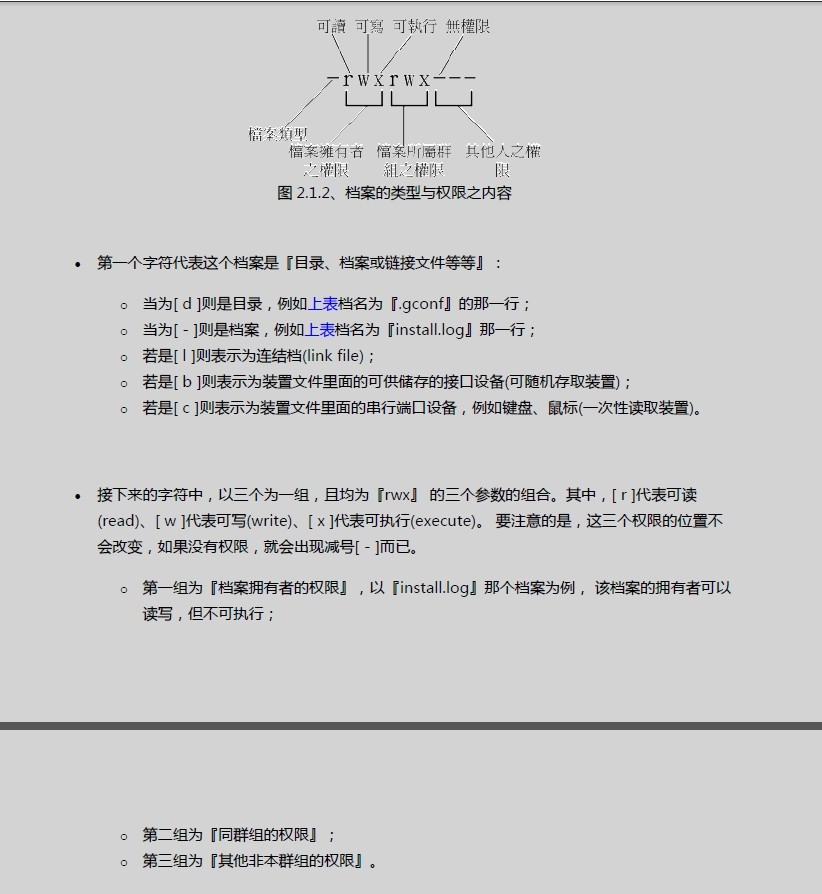 可讀 可寫 可執行 無權限
-rwxrwx---
檔案類型
檔案擁有者 檔案所屬群 其他人之權
之權限 組之權限 限
图 2.1.2、档案的类型与权限之内容
• 第一个字符代表这个档案是『目录、档案或链接文件等等』：
○ 当为[ d ]则是目录，例如上表档名为『.gconf』的那一行；
○ 当为[ - ]则是档案，例如上表档名为『install.log』那一行；
○ 若是[ l ]则表示为连结档(link file)；
○ 若是[ b ]则表示为装置文件里面的可供储存的接口设备(可随机存取装置)；
○ 若是[ c ]则表示为装置文件里面的串行端口设备，例如键盘、鼠标(一次性读取装置)。
• 接下来的字符中，以三个为一组，且均为『rwx』 的三个参数的组合。其中，[ r ]代表可读
(read)、[ w ]代表可写(write)、[ x ]代表可执行(execute)。 要注意的是，这三个权限的位置不
会改变，如果没有权限，就会出现减号[ - ]而已。
○ 第一组为『档案拥有者的权限』，以『install.log』那个档案为例， 该档案的拥有者可以
读写，但不可执行；
○ 第二组为『同群组的权限』；
○ 第三组为『其他非本群组的权限』。